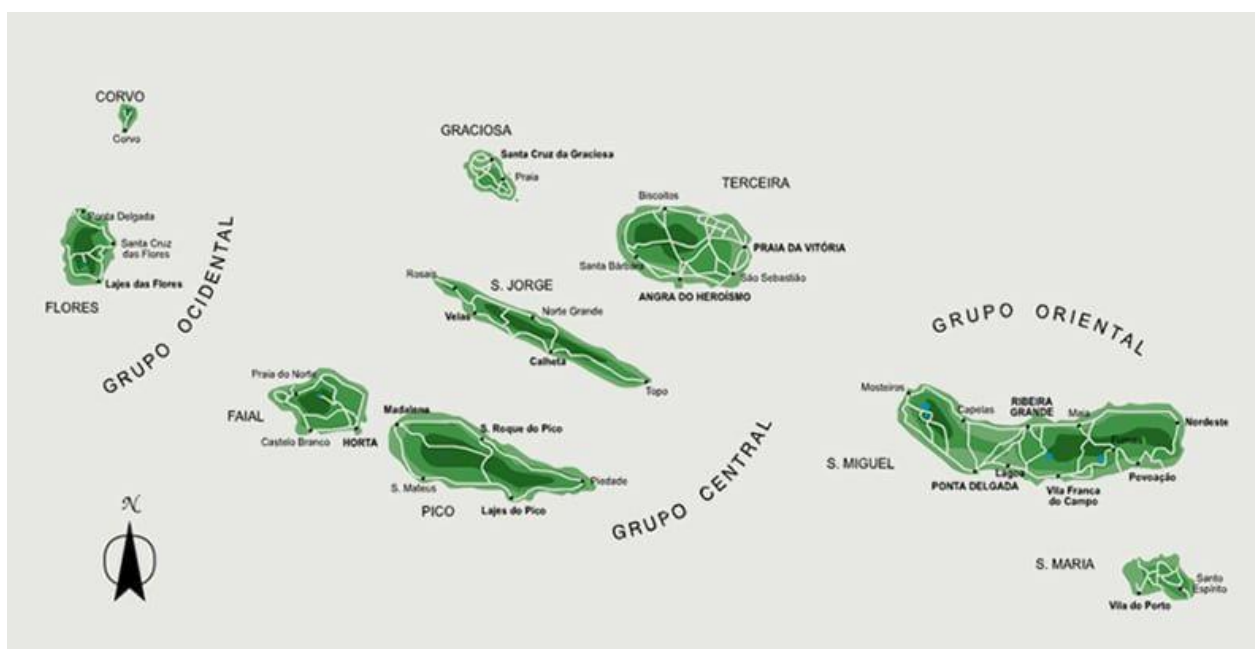 CORVO
Corvo
Ponta Delgada
Santa Cruz
das Flores
Lajes das Flores
FLORES
GRUPO OCIDENTAL
GRACIOSA
Santa Cruz da Graciosa
Praia
TERCEIRA
Biscoitos
PRAIA DA VITÓRIA
Santa Bárbara
São Sebastião
ANGRA DO HEROÍSMO
Rosais
S. JORGE
Velas
Norte Grande
Calheta
Topo
Praia do Norte
FAIAL
Castelo Branco
HORTA
Madalena
S. Roque do Pico
S. Mateus
Piedade
Lajes do Pico
PICO
GRUPO CENTRAL
GRUPO ORIENTAL
Mosteiros
Capelas
RIBEIRA
GRANDE
Maia
Nordeste
Furnas
S. MIGUEL
Lagoa
PONTA DELGADA
Vila Franca
do Campo
Povoação
S. MARIA
Santo
Espírito
Vila do Porto
N